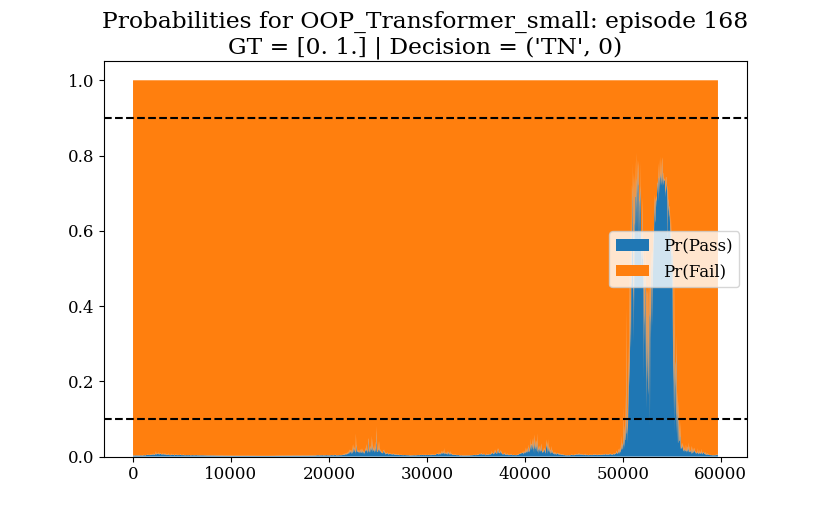 Probabilities for OOP_Transformer_small: episode 168
GT = [0. 1.] | Decision = ('TN', 0)
1.0
0.8
0.6
0.4
0.2
0.0
Pr(Pass)
Pr(Fail)
0 10000 20000 30000 40000 50000 60000